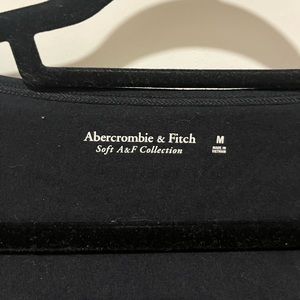 Abercrombie & Fitch
Soft A&F Collection
M
MADE IN
VIETNAM